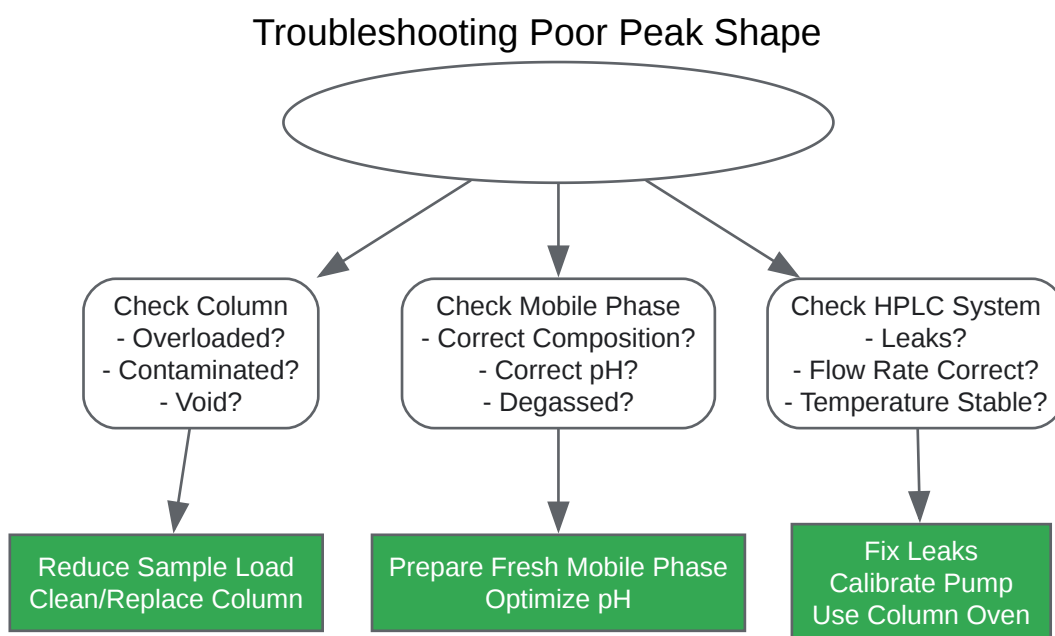 Troubleshooting Poor Peak Shape
Check Column
- Overloaded?
- Contaminated?
- Void?
Check Mobile Phase
- Correct Composition?
- Correct pH?
- Degassed?
Check HPLC System
- Leaks?
- Flow Rate Correct?
- Temperature Stable?
Reduce Sample Load
Clean/Replace Column
Prepare Fresh Mobile Phase
Optimize pH
Fix Leaks
Calibrate Pump
Use Column Oven